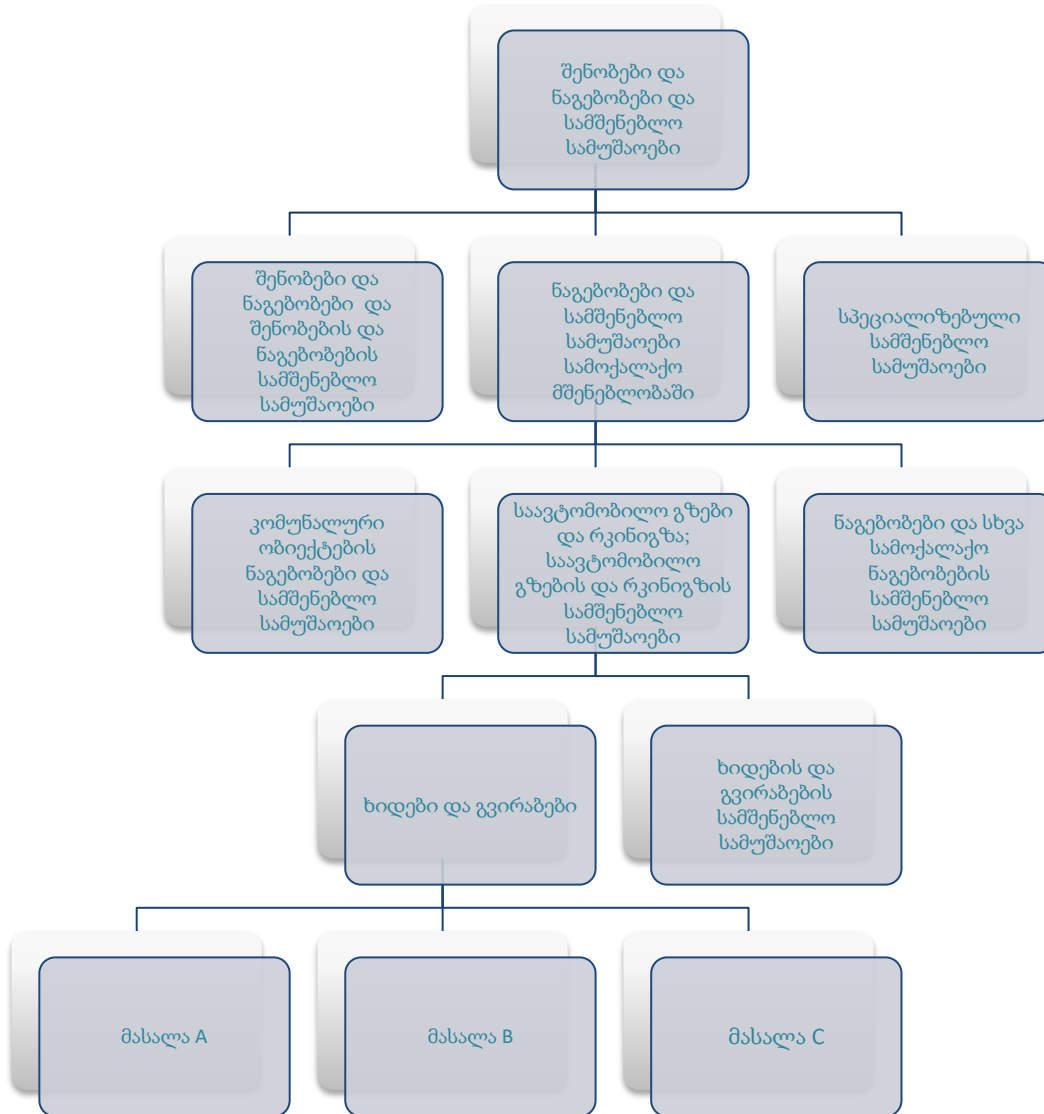 შენობები და
ნაგებობები და
სამშენებლო
სამუშაოები
შენობები და
ნაგებობები და
შენობების და
ნაგებობების
სამშენებლო
სამუშაოები
ნაგებობები და
სამშენებლო
სამუშაოები
სამოქალაქო
მშენებლობაში
სპეციალიზებული
სამშენებლო
სამუშაოები
კომუნალური
ობიექტების
ნაგებობები და
სამშენებლო
სამუშაოები
საავტომობილო გზები
და რკინიგზა;
საავტომობილო
გზების და რკინიგზის
სამშენებლო
სამუშაოები
ნაგებობები და სხვა
სამოქალაქო
ნაგებობების
სამშენებლო
სამუშაოები
ხიდები და გვირაბები
ხიდების და
გვირაბების
სამშენებლო
სამუშაოები
მასალა A
მასალა B
მასალა C